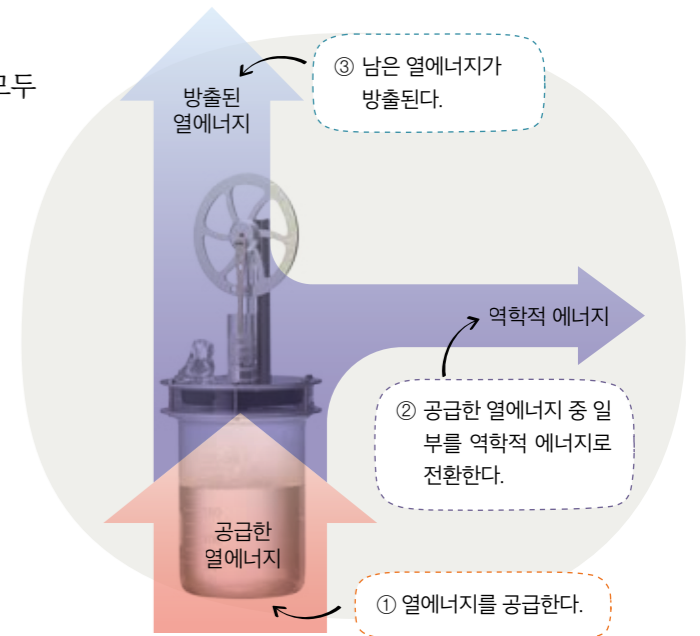 모두
③ 남은 열에너지가
방출된다.
방출된
열에너지
역학적 에너지
② 공급한 열에너지 중 일
부를 역학적 에너지로
전환한다.
공급한
열에너지
① 열에너지를 공급한다.